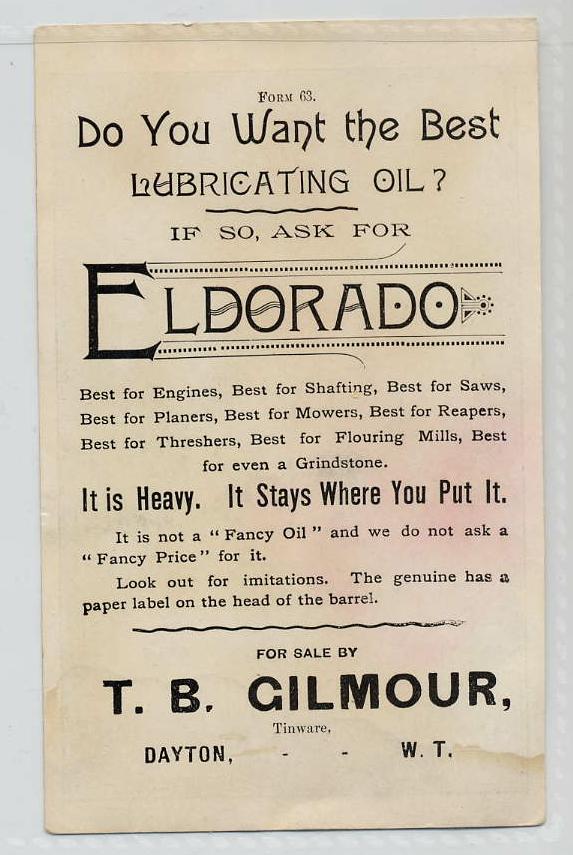 Form 63.
Do You Want the Best
LUBRICATING OIL?
IF SO, ASK FOR
ELDORADO
Best for Engines, Best for Shafting, Best for Saws,
Best for Planers, Best for Mowers, Best for Reapers,
Best for Threshers, Best for Flouring Mills, Best
for even a Grindstone.
It is Heavy. It Stays Where You Put It.
It is not a “ Fancy Oil ” and we do not ask a
“ Fancy Price ” for it.
Look out for imitations. The genuine has a
paper label on the head of the barrel.
FOR SALE BY
T. B. GILMOUR,
Tinware,
DAYTON, - - W. T.